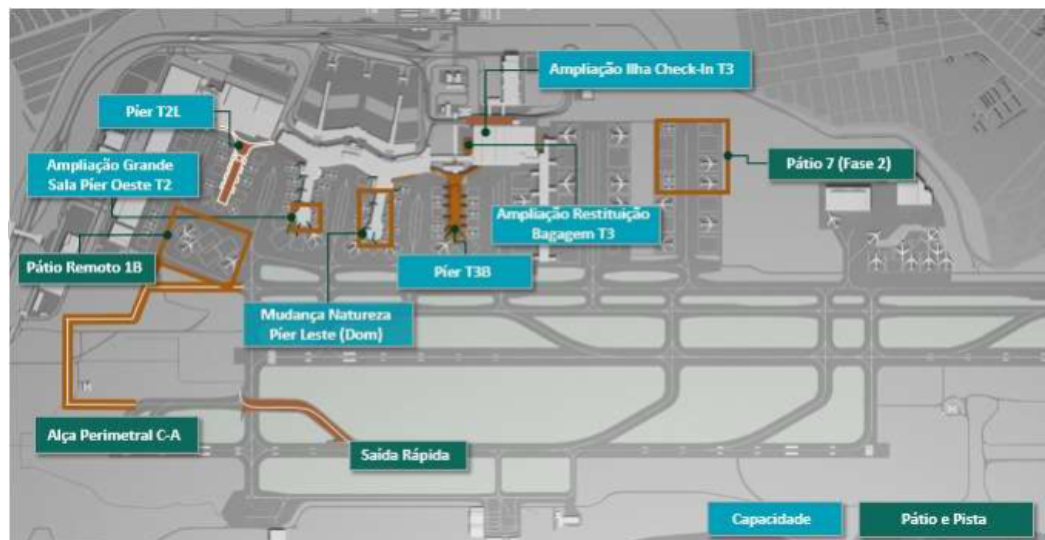 Ampliação Ilha Check-In T3
Píer T2L
Ampliação Grande
Sala Píer Oeste T2
Pátio 7 (Fase 2)
Ampliação Restituição
Bagagem T3
Pátio Remoto 1B
Píer T3B
Mudança Natureza
Píer Leste (Dom)
Alça Perimetral C-A
Saída Rápida
Capacidade
Pátio e Pista